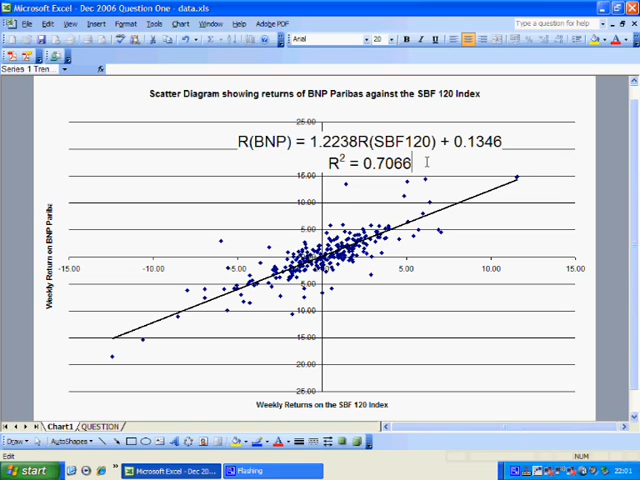 Microsoft Excel - Dec 2006 Question One - data.xls
File Edit View Insert Format Tools Chart Window Help Adobe PDF
Type a question for help
Arial 20
Series 1 Tren...
fx
Scatter Diagram showing returns of BNP Paribas against the SBF 120 Index
25.00
R(BNP) = 1.2238R(SBF120) + 0.1346
R² = 0.7066
15.00
5.00
-15.00 -10.00 -5.00 0.00 5.00 10.00 15.00
5.00
15.00
20.00
25.00
Weekly Return on BNP Pariba
Weekly Returns on the SBF 120 Index
Chart1 QUESTION
Draw AutoShapes
Edit NUM
start Microsoft Excel - Dec 20... Flashing 22:01